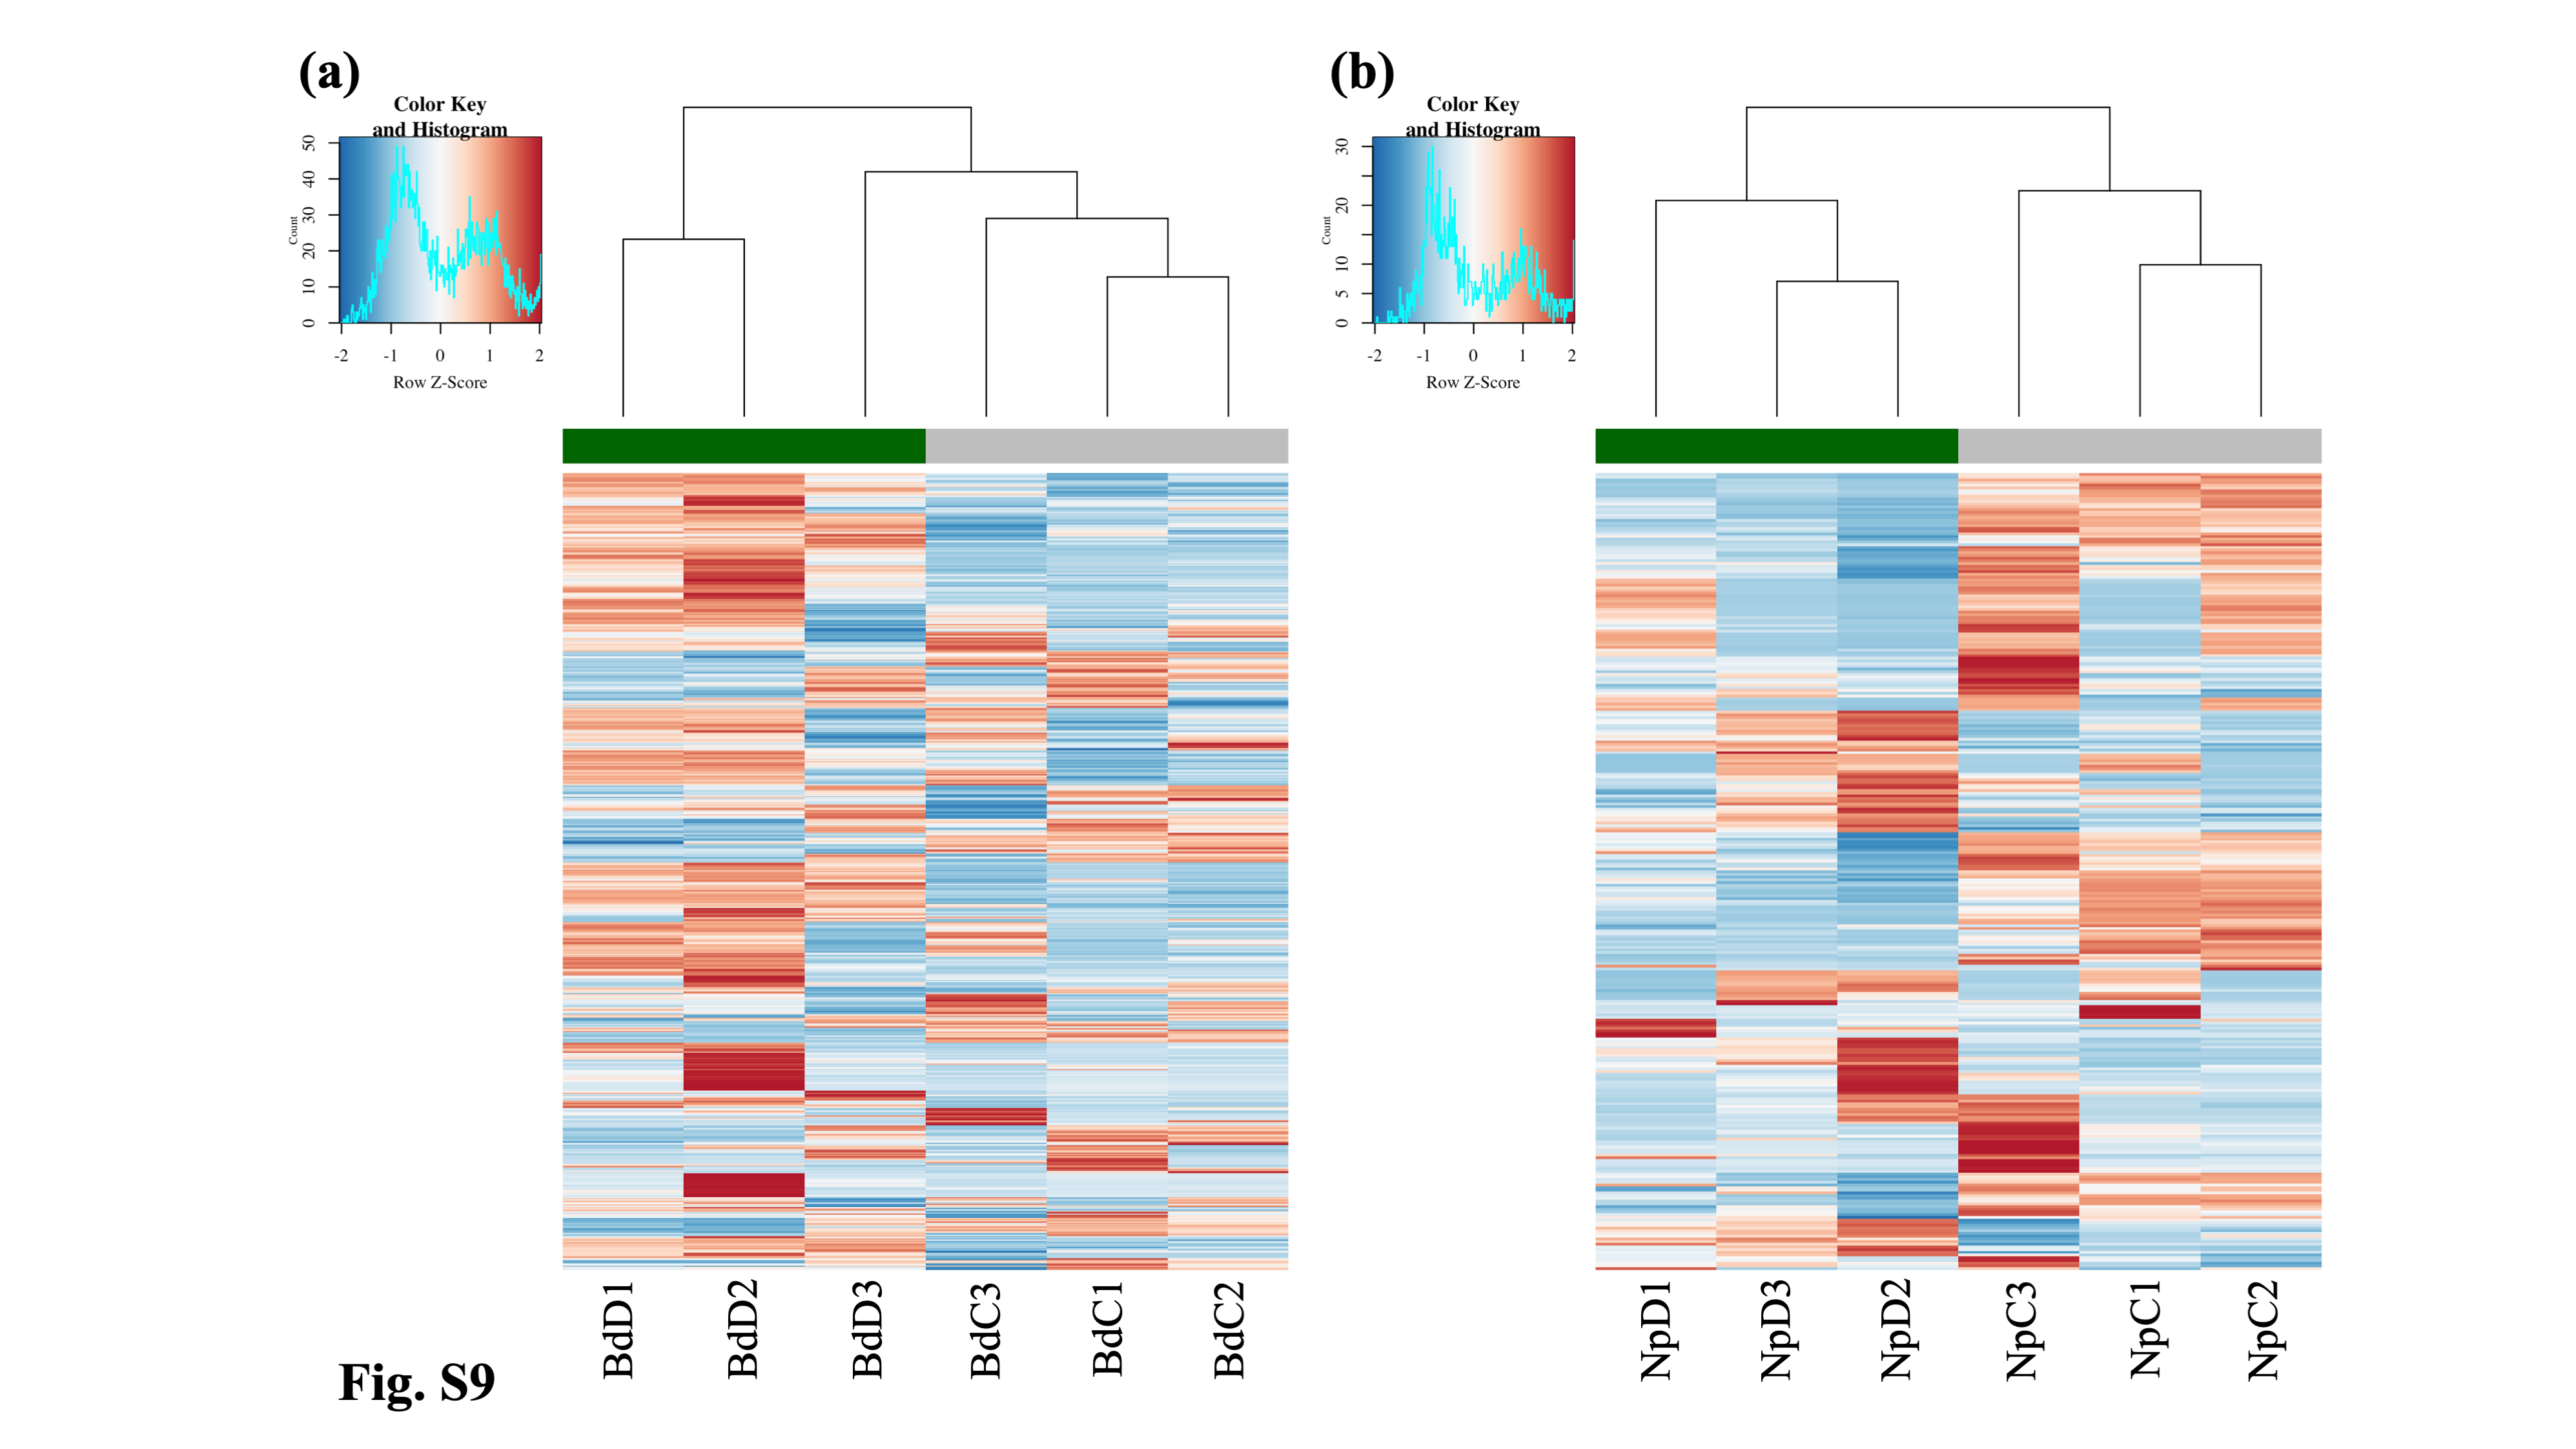 (a)
Color Key
and Histogram
50
40
30
20
10
0
Count
-2 -1 0 1 2
Row Z-Score
BdD1 BdD2 BdD3 BdC3 BdC1 BdC2
(b)
Color Key
and Histogram
30
20
10
5
0
Count
-2 -1 0 1 2
Row Z-Score
NpD1 NpD3 NpD2 NpC3 NpC1 NpC2
Fig. S9